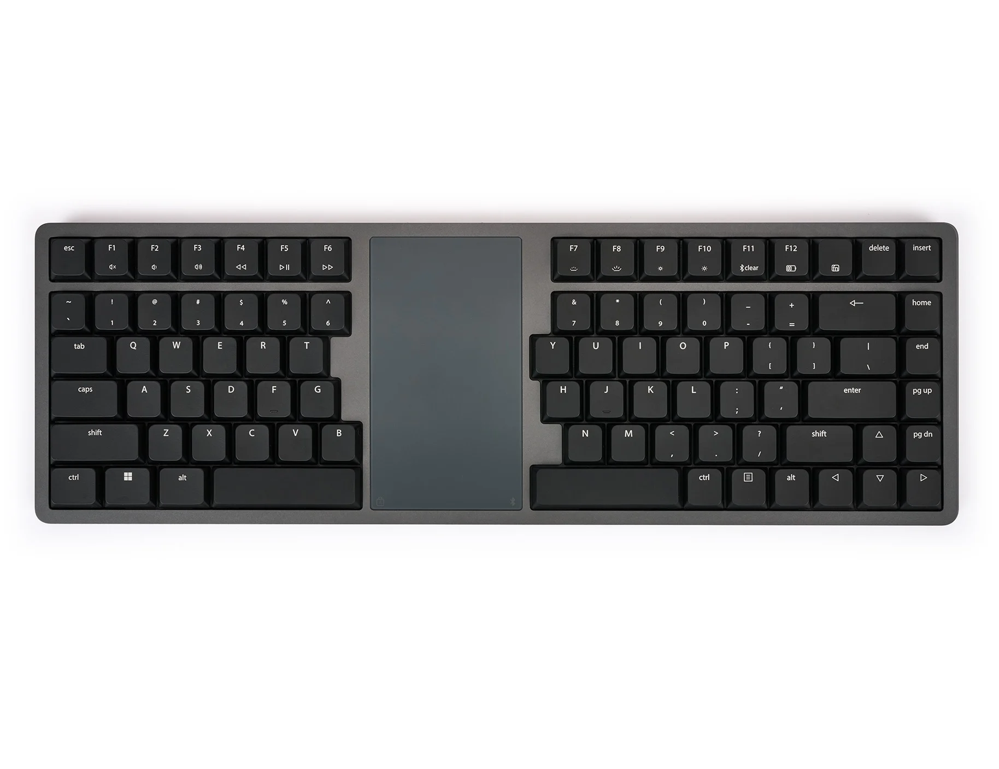 esc F1 F2 F3 F4 F5 F6 F7 F8 F9 F10 F11 F12 delete insert
clear fn
~ ! @ # $ % ^ & * ( ) _ + home
` 1 2 3 4 5 6 7 8 9 0 - =
tab Q W E R T Y U I O P { } | end
[ ] \
caps A S D F G H J K L : " enter pg up
; '
shift Z X C V B N M < > ? shift pg dn
, . /
ctrl alt ctrl alt